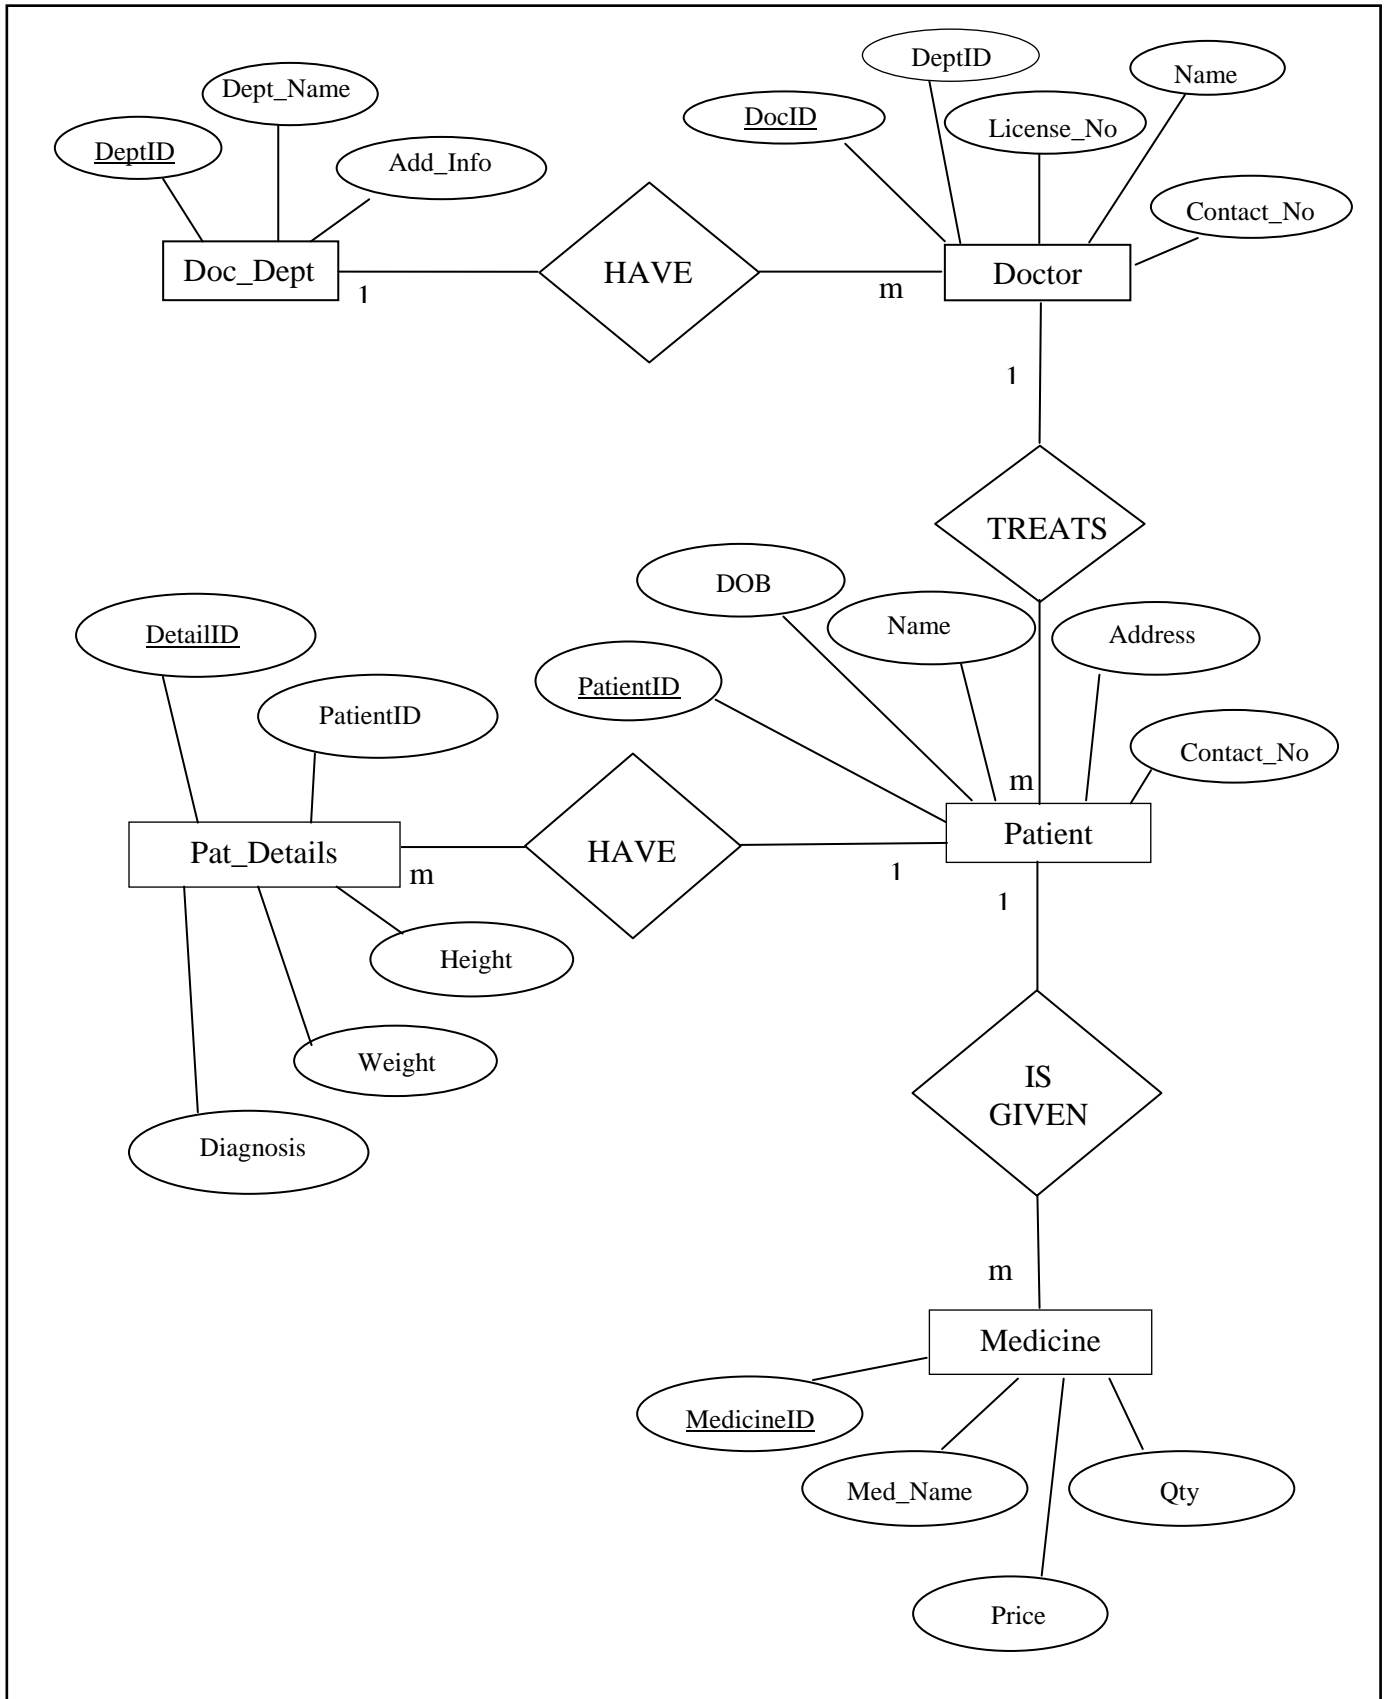 DeptID
Name
Dept_Name
DocID
License_No
DeptID
Add_Info
Contact_No
Doc_Dept
HAVE
Doctor
1
m
1
TREATS
DOB
Name
Address
DetailID
PatientID
PatientID
Contact_No
m
Patient
Pat_Details
HAVE
m
1
1
Height
Weight
IS
GIVEN
Diagnosis
m
Medicine
MedicineID
Med_Name
Qty
Price